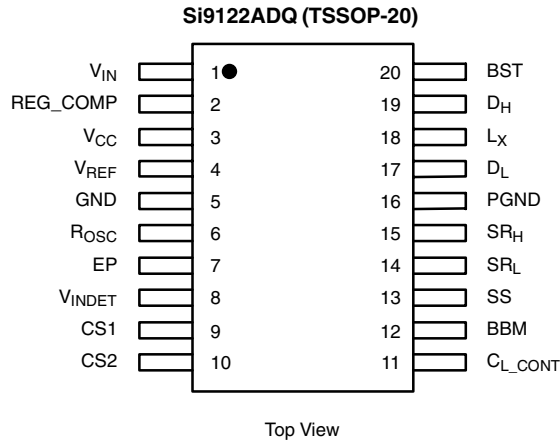 Si9122ADQ (TSSOP-20)
V_IN 1 20 BST
REG_COMP 2 19 D_H
V_CC 3 18 L_X
V_REF 4 17 D_L
GND 5 16 PGND
R_OSC 6 15 SR_H
EP 7 14 SR_L
V_INDET 8 13 SS
CS1 9 12 BBM
CS2 10 11 C_L_CONT
Top View